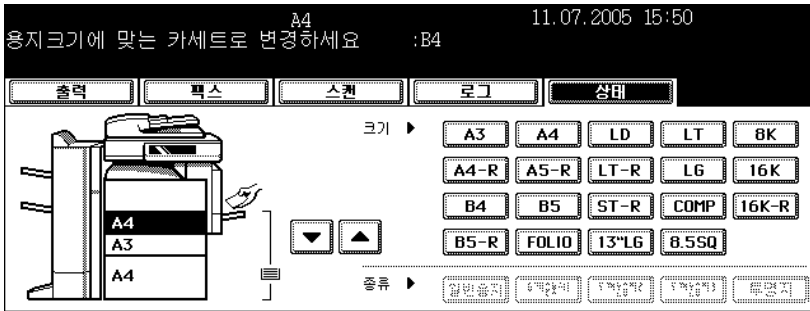 A4
11.07.2005 15:50
용지크기에 맞는 카세트로 변경하세요 :B4
출력 팩스 스캔 로그 상태
크기
A3 A4 LD LT 8K
A4-R A5-R LT-R LG 16K
B4 B5 ST-R COMP 16K-R
B5-R FOLIO 13"LG 8.5SQ
A4
A3
A4
종류
일반용지 투명지